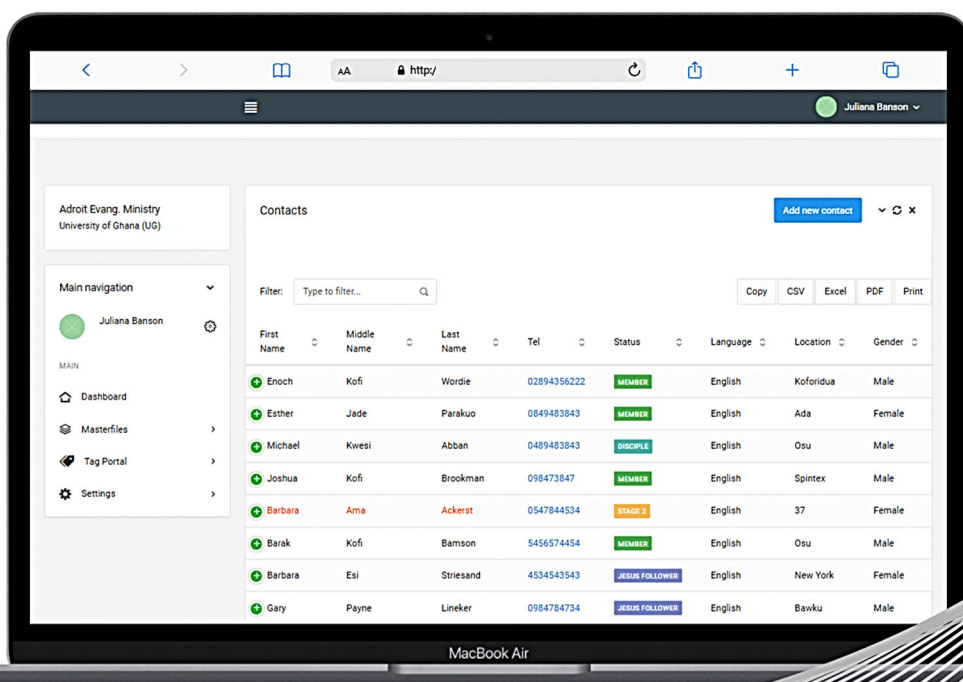 AA http:/
Juliana Banson
Adroit Evang. Ministry
University of Ghana (UG)
Main navigation
Juliana Banson
MAIN
Dashboard
Masterfiles
Tag Portal
Settings
Contacts
Add new contact
Filter: Type to filter...
Copy CSV Excel PDF Print
First Name Middle Name Last Name Tel Status Language Location Gender
Enoch Kofi Wordie 02894356222 MEMBER English Koforidua Male
Esther Jade Parakuo 0849483843 MEMBER English Ada Female
Michael Kwesi Abban 0489483843 DISCIPLE English Osu Male
Joshua Kofi Brookman 098473847 MEMBER English Spintex Male
Barbara Ama Ackerst 0547844534 STAGE 2 English 37 Female
Barak Kofi Bamson 5456574454 MEMBER English Osu Male
Barbara Esi Striesand 4534543543 JESUS FOLLOWER English New York Female
Gary Payne Lineker 0984784734 JESUS FOLLOWER English Bawku Male
MacBook Air